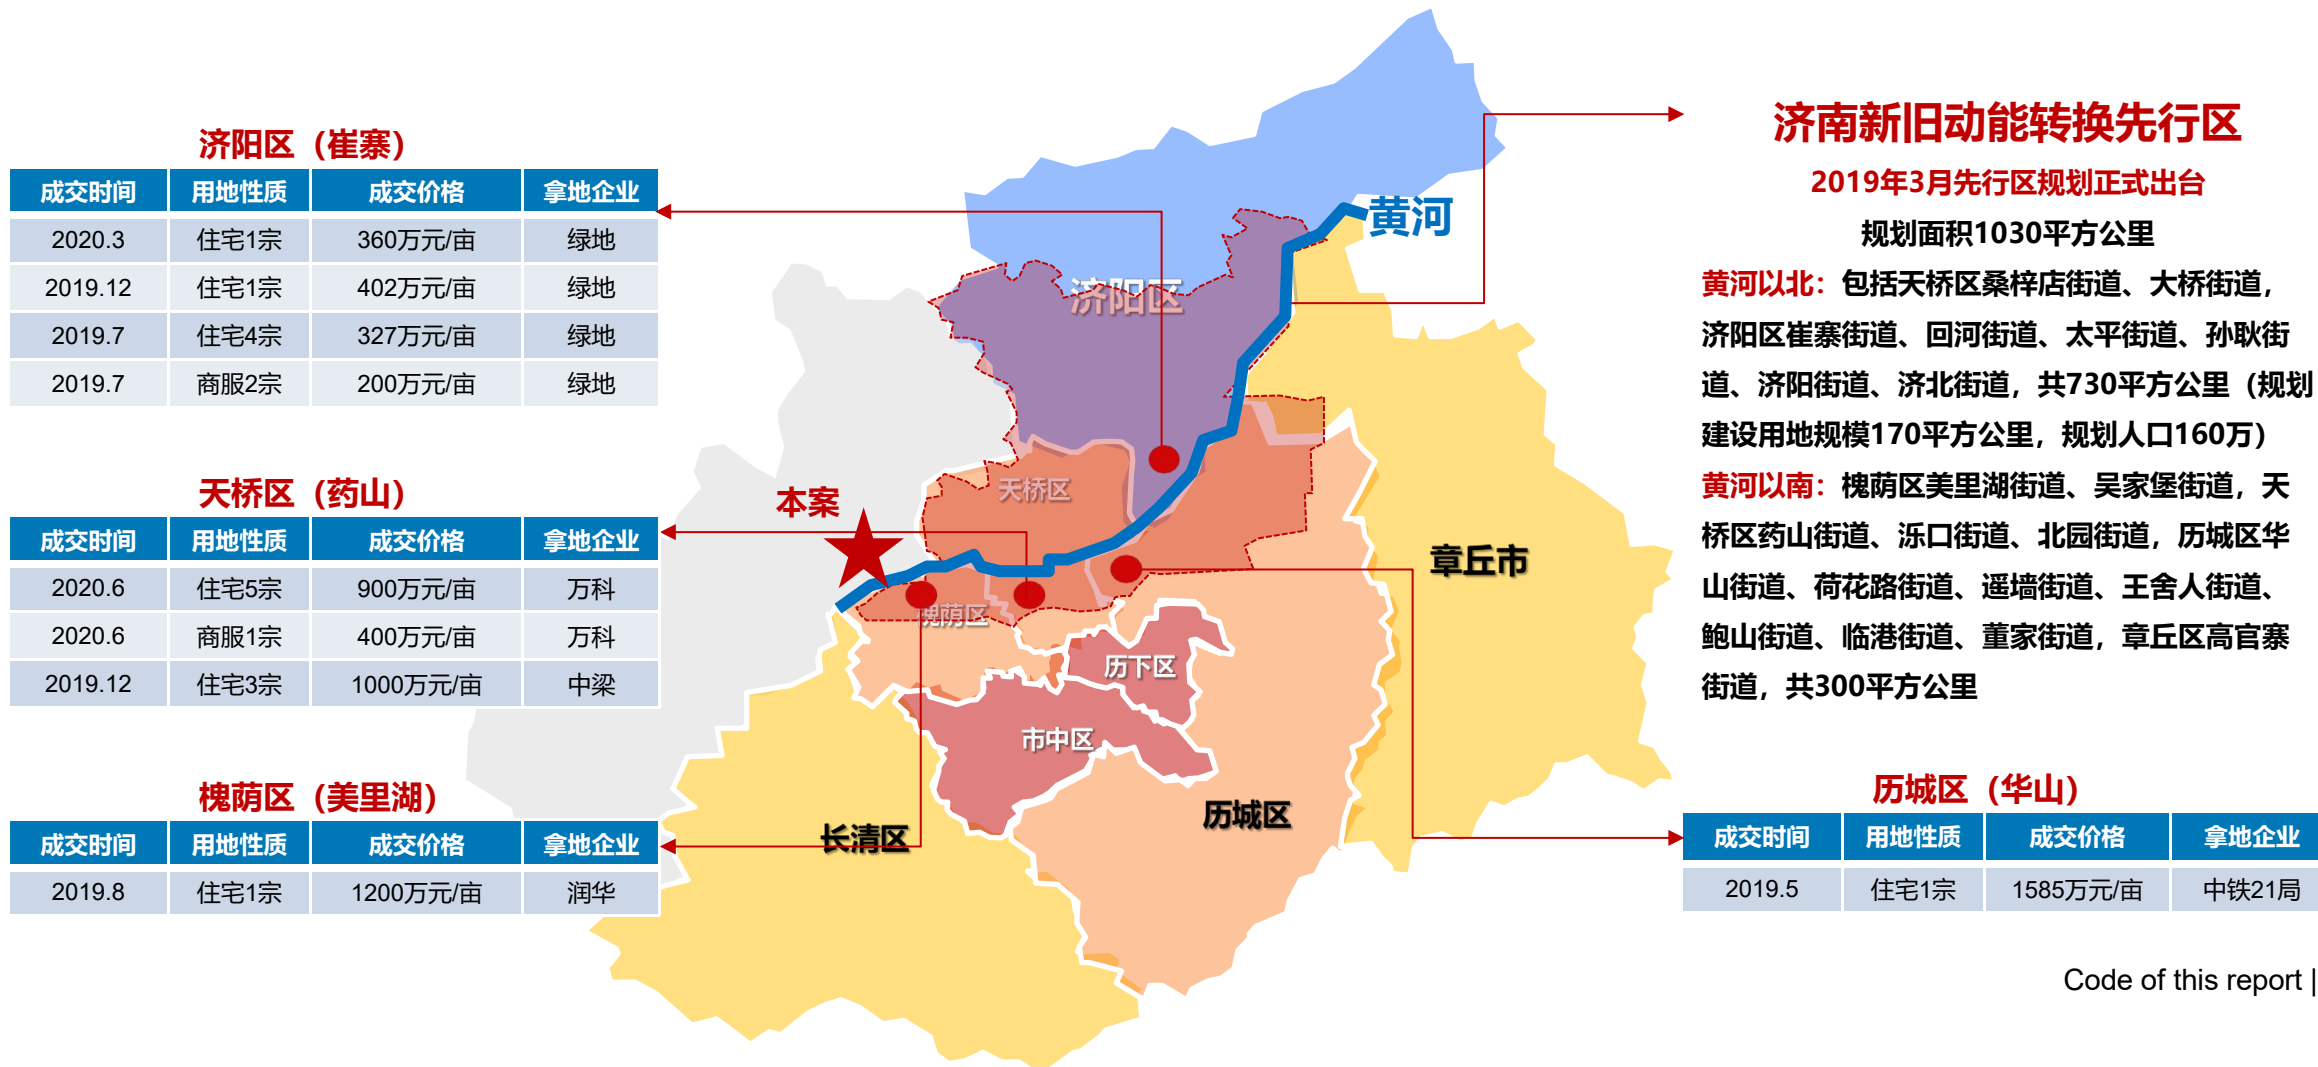 济阳区（崔寨）
成交时间 用地性质 成交价格 拿地企业
2020.3 住宅1宗 360万元/亩 绿地
2019.12 住宅1宗 402万元/亩 绿地
2019.7 住宅4宗 327万元/亩 绿地
2019.7 商服2宗 200万元/亩 绿地
天桥区（药山）
成交时间 用地性质 成交价格 拿地企业
2020.6 住宅5宗 900万元/亩 万科
2020.6 商服1宗 400万元/亩 万科
2019.12 住宅3宗 1000万元/亩 中梁
槐荫区（美里湖）
成交时间 用地性质 成交价格 拿地企业
2019.8 住宅1宗 1200万元/亩 润华
黄河
济阳区
天桥区
本案
槐荫区
历下区
市中区
章丘市
历城区
长清区
济南新旧动能转换先行区
2019年3月先行区规划正式出台
规划面积1030平方公里
黄河以北：包括天桥区桑梓店街道、大桥街道，
济阳区崔寨街道、回河街道、太平街道、孙耿街
道、济阳街道、济北街道，共730平方公里（规划
建设用地规模170平方公里，规划人口160万）
黄河以南：槐荫区美里湖街道、吴家堡街道，天
桥区药山街道、泺口街道、北园街道，历城区华
山街道、荷花路街道、遥墙街道、王舍人街道、
鲍山街道、临港街道、董家街道，章丘区高官寨
街道，共300平方公里
历城区（华山）
成交时间 用地性质 成交价格 拿地企业
2019.5 住宅1宗 1585万元/亩 中铁21局
Code of this report |